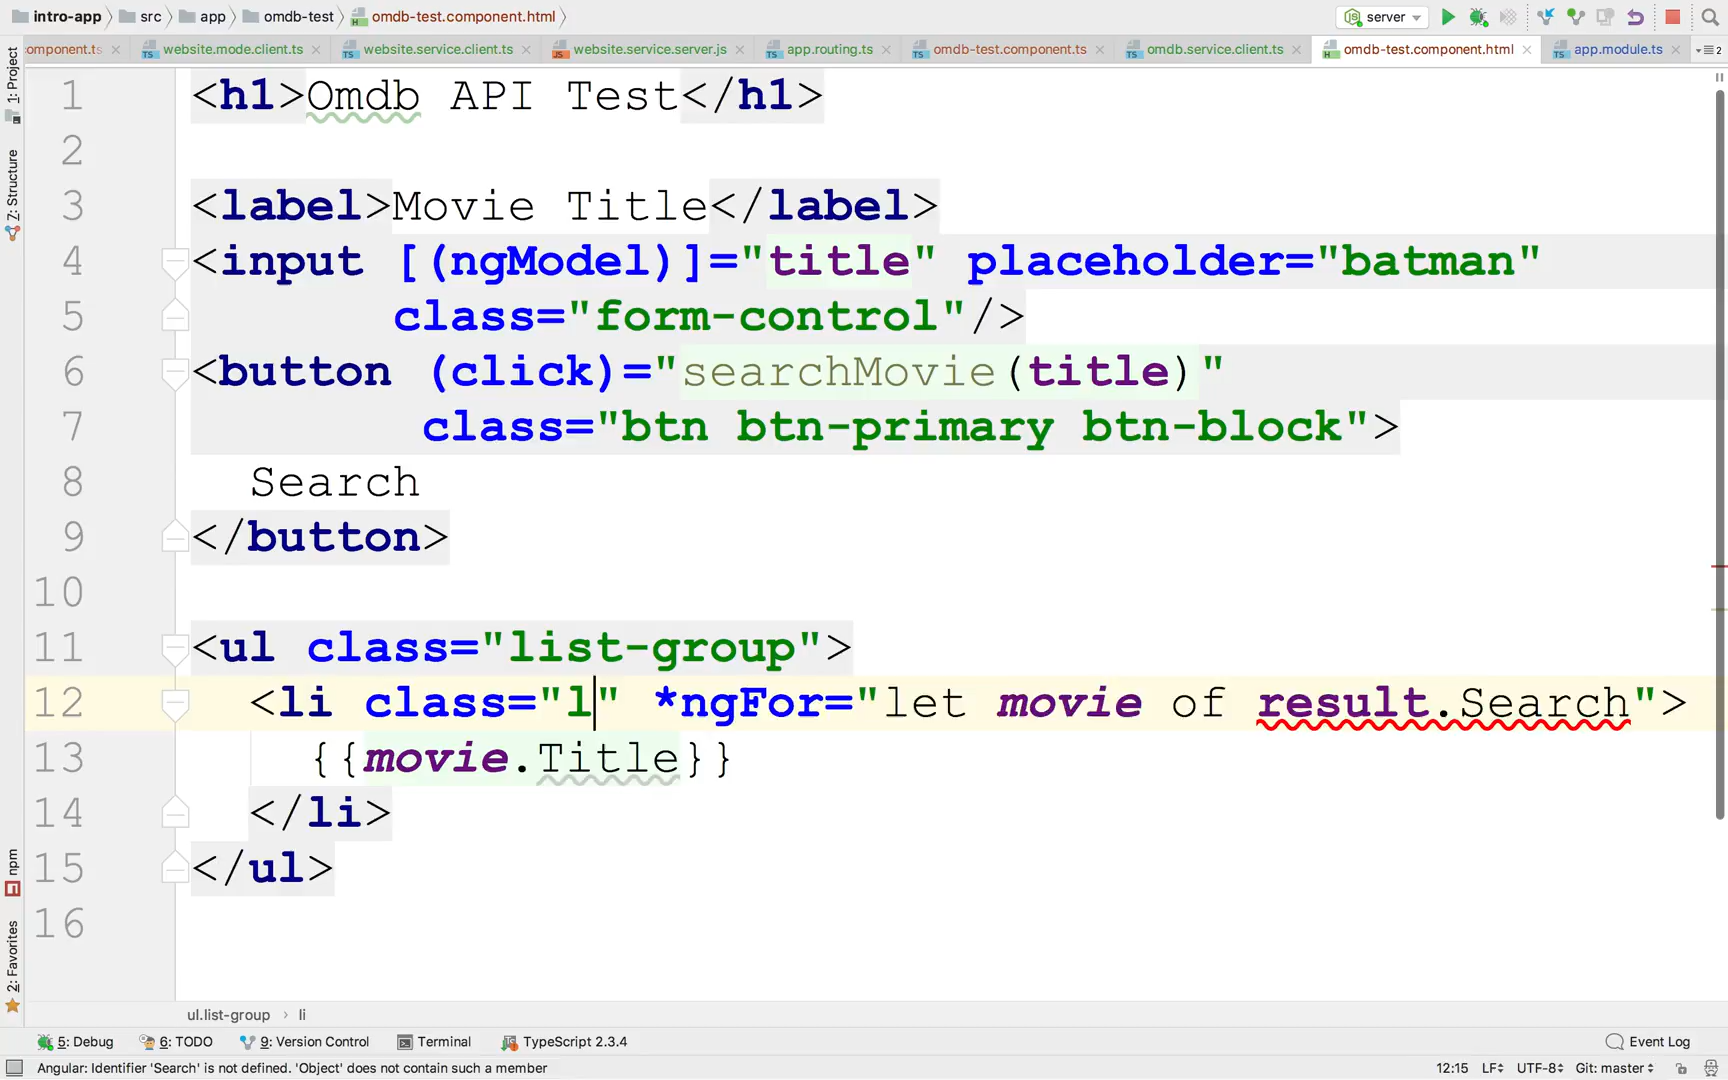 intro-app src app omdb-test omdb-test.component.html server
omponent.ts website.mode.client.ts website.service.client.ts website.service.server.js app.routing.ts omdb-test.component.ts omdb.service.client.ts omdb-test.component.html app.module.ts 2
1: Project
7: Structure
npm
2: Favorites
1 <h1>Omdb API Test</h1>
2
3 <label>Movie Title</label>
4 <input [(ngModel)]="title" placeholder="batman"
5 class="form-control"/>
6 <button (click)="searchMovie(title)"
7 class="btn btn-primary btn-block">
8 Search
9 </button>
10
11 <ul class="list-group">
12 <li class="l" *ngFor="let movie of result.Search">
13 {{movie.Title}}
14 </li>
15 </ul>
16
ul.list-group › li
5: Debug 6: TODO 9: Version Control Terminal TypeScript 2.3.4 Event Log
Angular: Identifier 'Search' is not defined. 'Object' does not contain such a member 12:15 LF UTF-8 Git: master